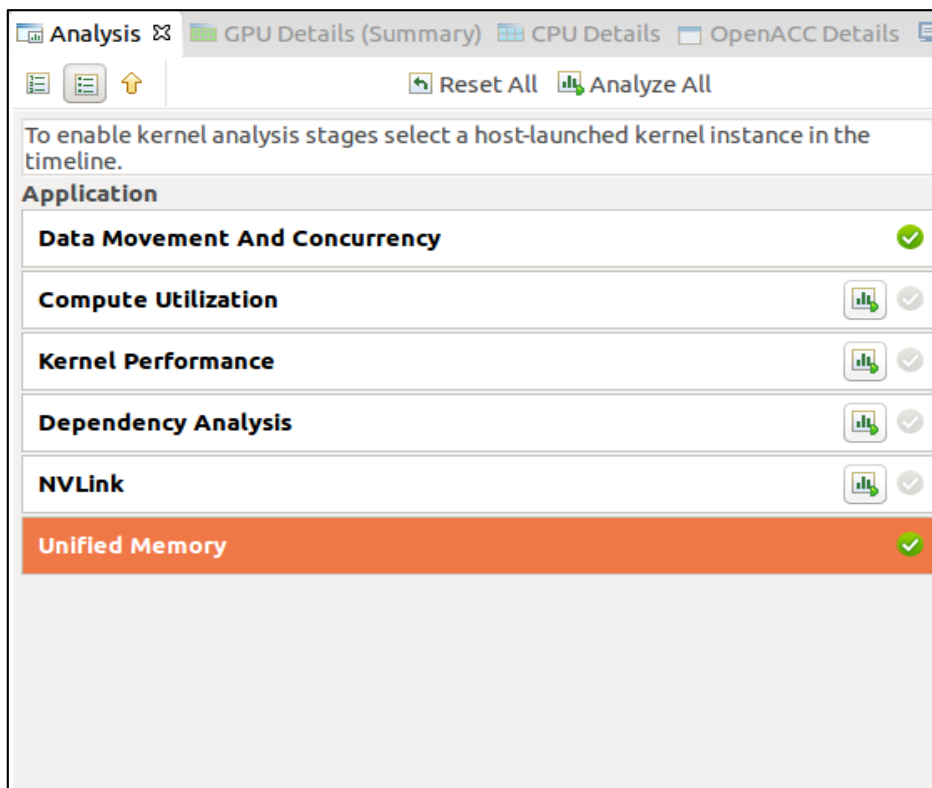 Analysis GPU Details (Summary) CPU Details OpenACC Details
Reset All Analyze All
To enable kernel analysis stages select a host-launched kernel instance in the
timeline.
Application
Data Movement And Concurrency
Compute Utilization
Kernel Performance
Dependency Analysis
NVLink
Unified Memory